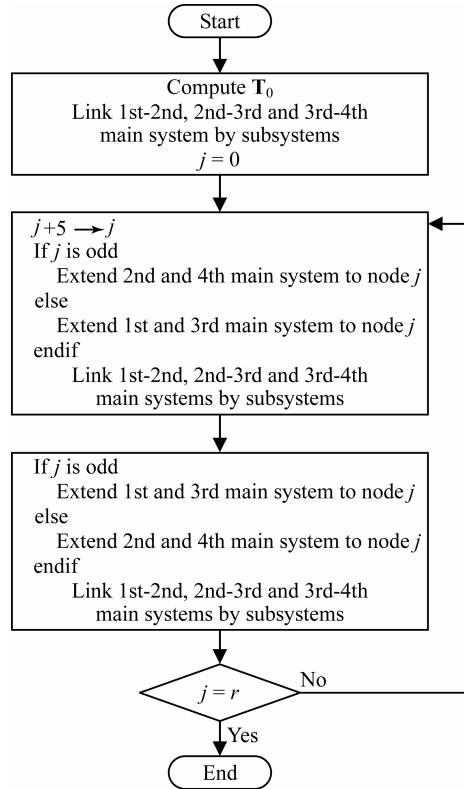 Start
Compute T₀
Link 1st-2nd, 2nd-3rd and 3rd-4th
main system by subsystems
j = 0
j+5 → j
If j is odd
Extend 2nd and 4th main system to node j
else
Extend 1st and 3rd main system to node j
endif
Link 1st-2nd, 2nd-3rd and 3rd-4th
main systems by subsystems
If j is odd
Extend 1st and 3rd main system to node j
else
Extend 2nd and 4th main system to node j
endif
Link 1st-2nd, 2nd-3rd and 3rd-4th
main systems by subsystems
j = r
No
Yes
End